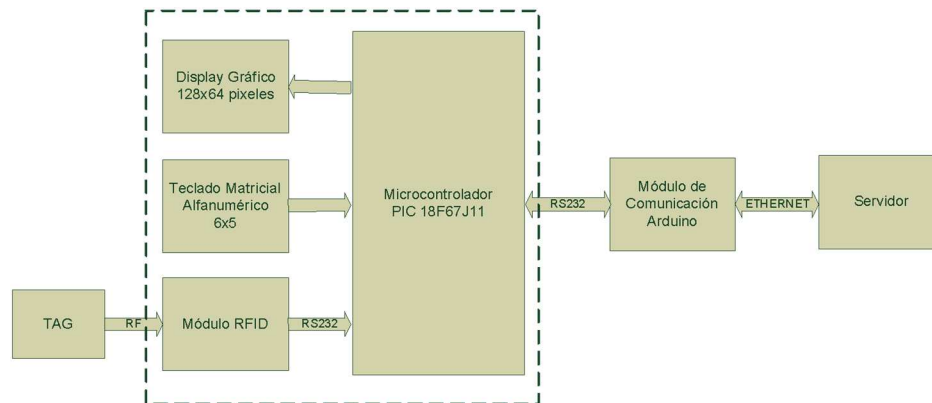 Display Gráfico
128x64 pixeles
Teclado Matricial
Alfanumérico
6x5
Microcontrolador
PIC 18F67J11
RS232
Módulo de
Comunicación
Arduino
ETHERNET
Servidor
TAG
RF
Módulo RFID
RS232